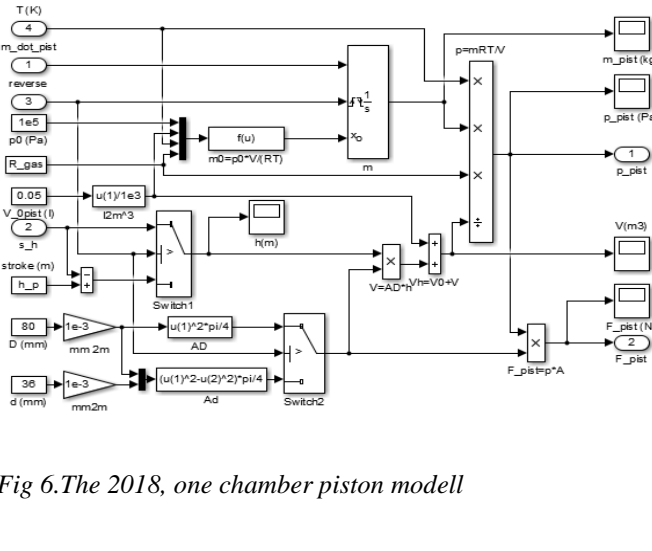 T(K)
4
m_dot_pist
1
reverse
3
1e5
p0 (Pa)
R_gas
0.05
V_0pist (l)
u(1)/1e3
l2m^3
2
s_h
stroke (m)
h_p
80
D (mm)
1e-3
mm 2m
36
d (mm)
1e-3
mm2m
f(u)
m0=p0*V/(RT)
1
s
xo
m
p=mRT/V
×
×
×
÷
m_pist (kg
p_pist (Pa
1
p_pist
V(m3)
F_pist (N
2
F_pist
h(m)
>
Switch1
−
+
×
V=AD*h
+
+
Vh=V0+V
u(1)^2*pi/4
AD
(u(1)^2-u(2)^2)*pi/4
Ad
>
Switch2
×
F_pist=p*A
Fig 6.The 2018, one chamber piston modell